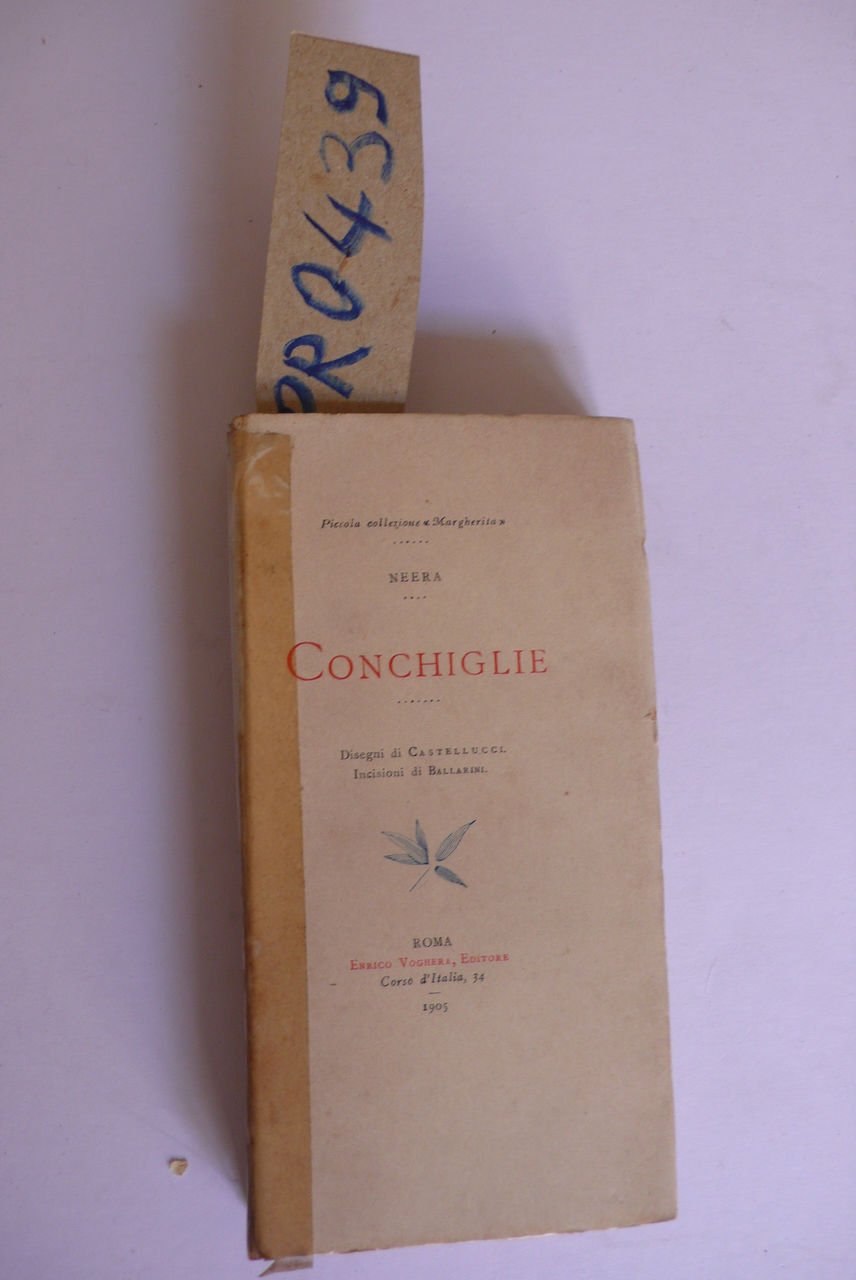 PR0439
Piccola collezione « Margherita »
NEERA
CONCHIGLIE
Disegni di CASTELLUCCI.
Incisioni di BALLARINI.
ROMA
ENRICO VOGHERA, EDITORE
Corso d'Italia, 34
1905